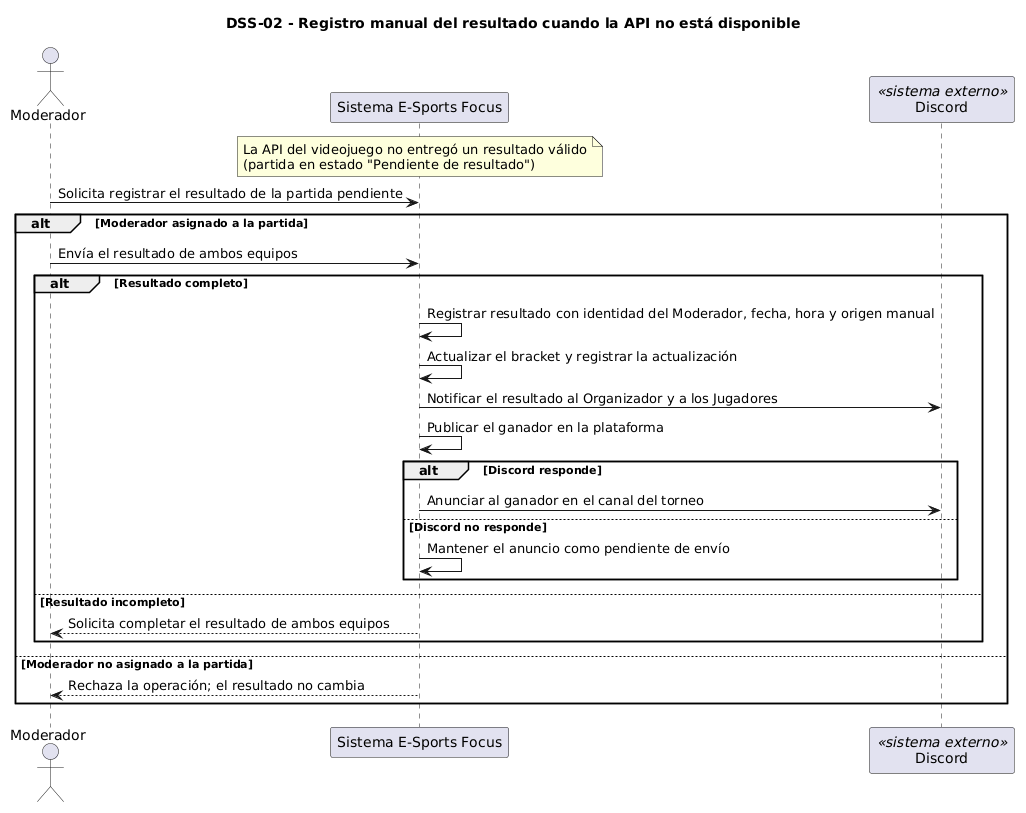 DSS-02 - Registro manual del resultado cuando la API no está disponible
Moderador
Sistema E-Sports Focus
«sistema externo»
Discord
La API del videojuego no entregó un resultado válido
(partida en estado "Pendiente de resultado")
Solicita registrar el resultado de la partida pendiente
alt [Moderador asignado a la partida]
Envía el resultado de ambos equipos
alt [Resultado completo]
Registrar resultado con identidad del Moderador, fecha, hora y origen manual
Actualizar el bracket y registrar la actualización
Notificar el resultado al Organizador y a los Jugadores
Publicar el ganador en la plataforma
alt [Discord responde]
Anunciar al ganador en el canal del torneo
[Discord no responde]
Mantener el anuncio como pendiente de envío
[Resultado incompleto]
Solicita completar el resultado de ambos equipos
[Moderador no asignado a la partida]
Rechaza la operación; el resultado no cambia
Moderador
Sistema E-Sports Focus
«sistema externo»
Discord